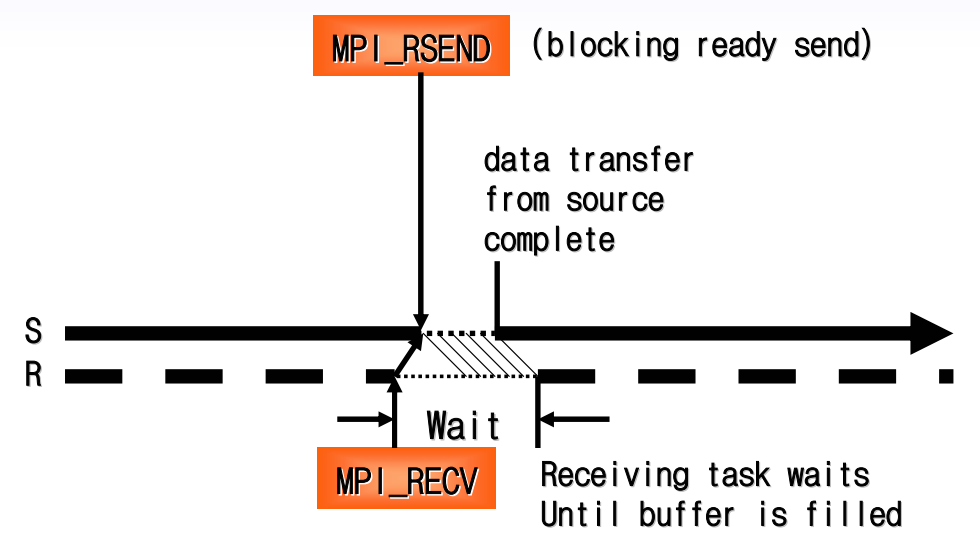 MPI_RSEND (blocking ready send)
data transfer
from source
complete
S
R
Wait
MPI_RECV
Receiving task waits
Until buffer is filled